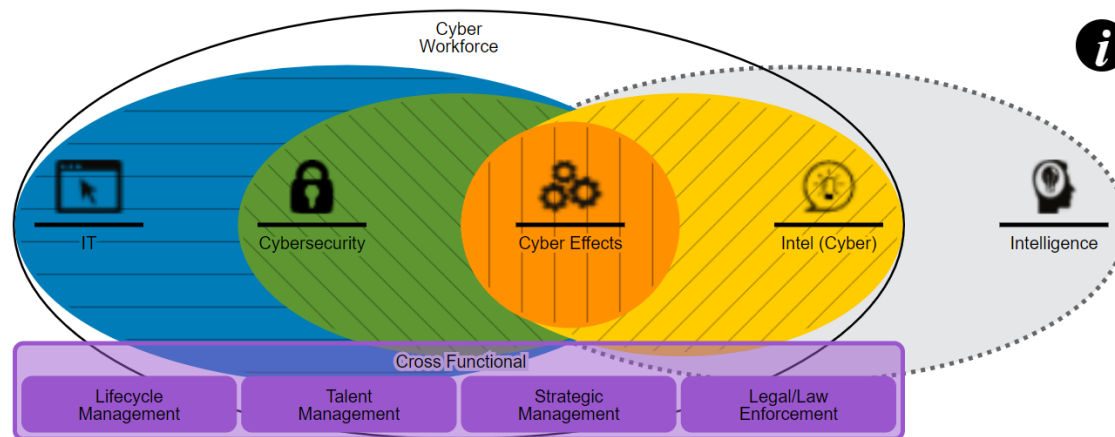 Cyber
Workforce
i
IT
Cybersecurity
Cyber Effects
Intel (Cyber)
Intelligence
Cross Functional
Lifecycle
Management
Talent
Management
Strategic
Management
Legal/Law
Enforcement